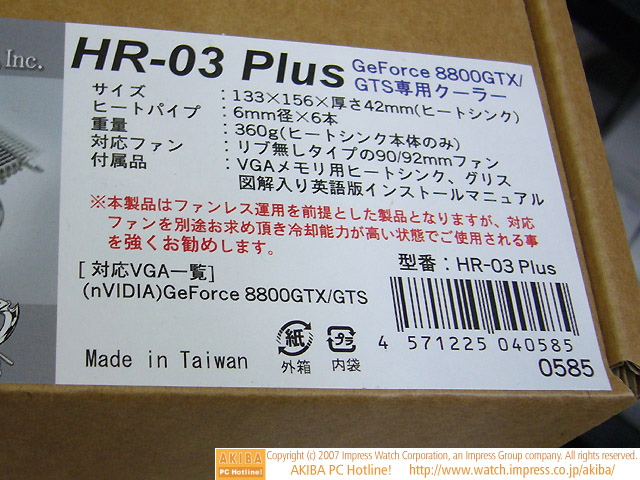 , Inc.
HR-03 Plus GeForce 8800GTX/
GTS専用クーラー
サイズ :133×156×厚さ42mm(ヒートシンク)
ヒートパイプ :6mm径×6本
重量 :360g(ヒートシンク本体のみ)
対応ファン :リブ無しタイプの90/92mmファン
付属品 :VGAメモリ用ヒートシンク、グリス
図解入り英語版インストールマニュアル
※本製品はファンレス運用を前提とした製品となりますが、対応
ファンを別途お求め頂き冷却能力が高い状態でご使用される事
を強くお勧めします。
[ 対応VGA一覧]
(nVIDIA)GeForce 8800GTX/GTS
型番:HR-03 Plus
4 571225 040585
0585
Made in Taiwan
紙 プラ
外箱 内袋
AKIBA PC Hotline!
Copyright (c) 2007 Impress Watch Corporation, an Impress Group company. All rights reserved.
AKIBA PC Hotline! http://www.watch.impress.co.jp/akiba/